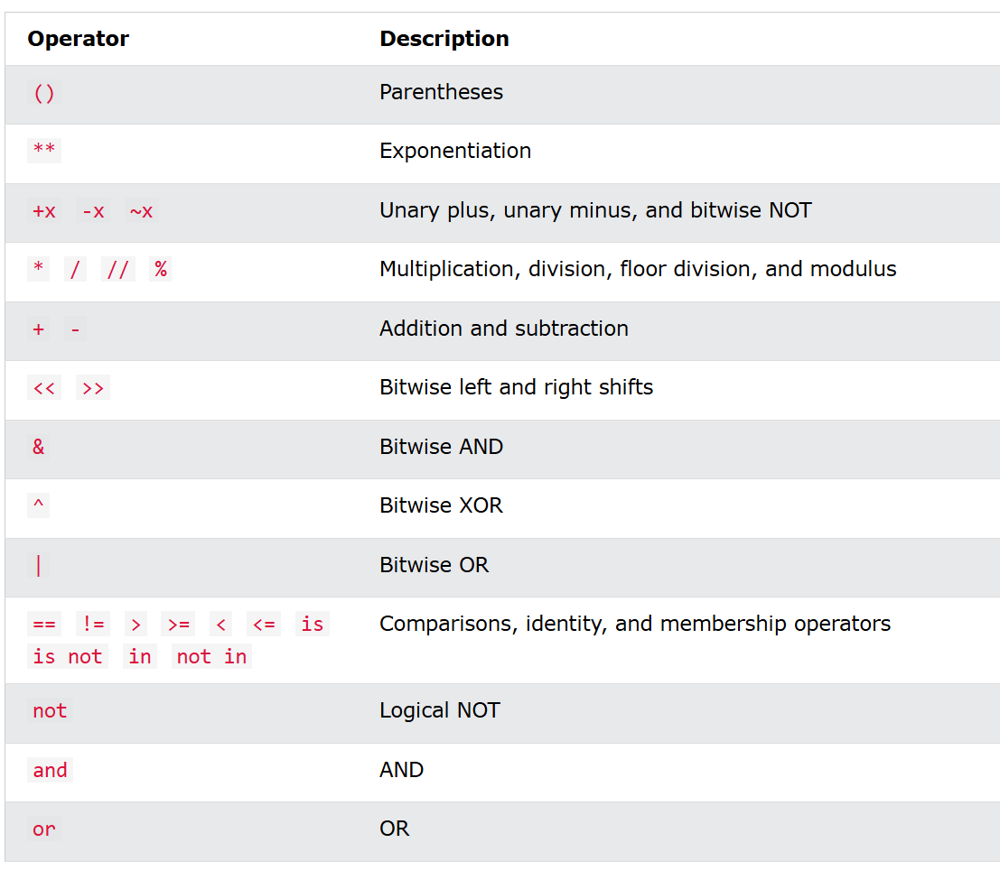 Operator Description
() Parentheses
** Exponentiation
+x -x ~x Unary plus, unary minus, and bitwise NOT
* / // % Multiplication, division, floor division, and modulus
+ - Addition and subtraction
<< >> Bitwise left and right shifts
& Bitwise AND
^ Bitwise XOR
| Bitwise OR
== != > >= < <= is Comparisons, identity, and membership operators
is not in not in
not Logical NOT
and AND
or OR